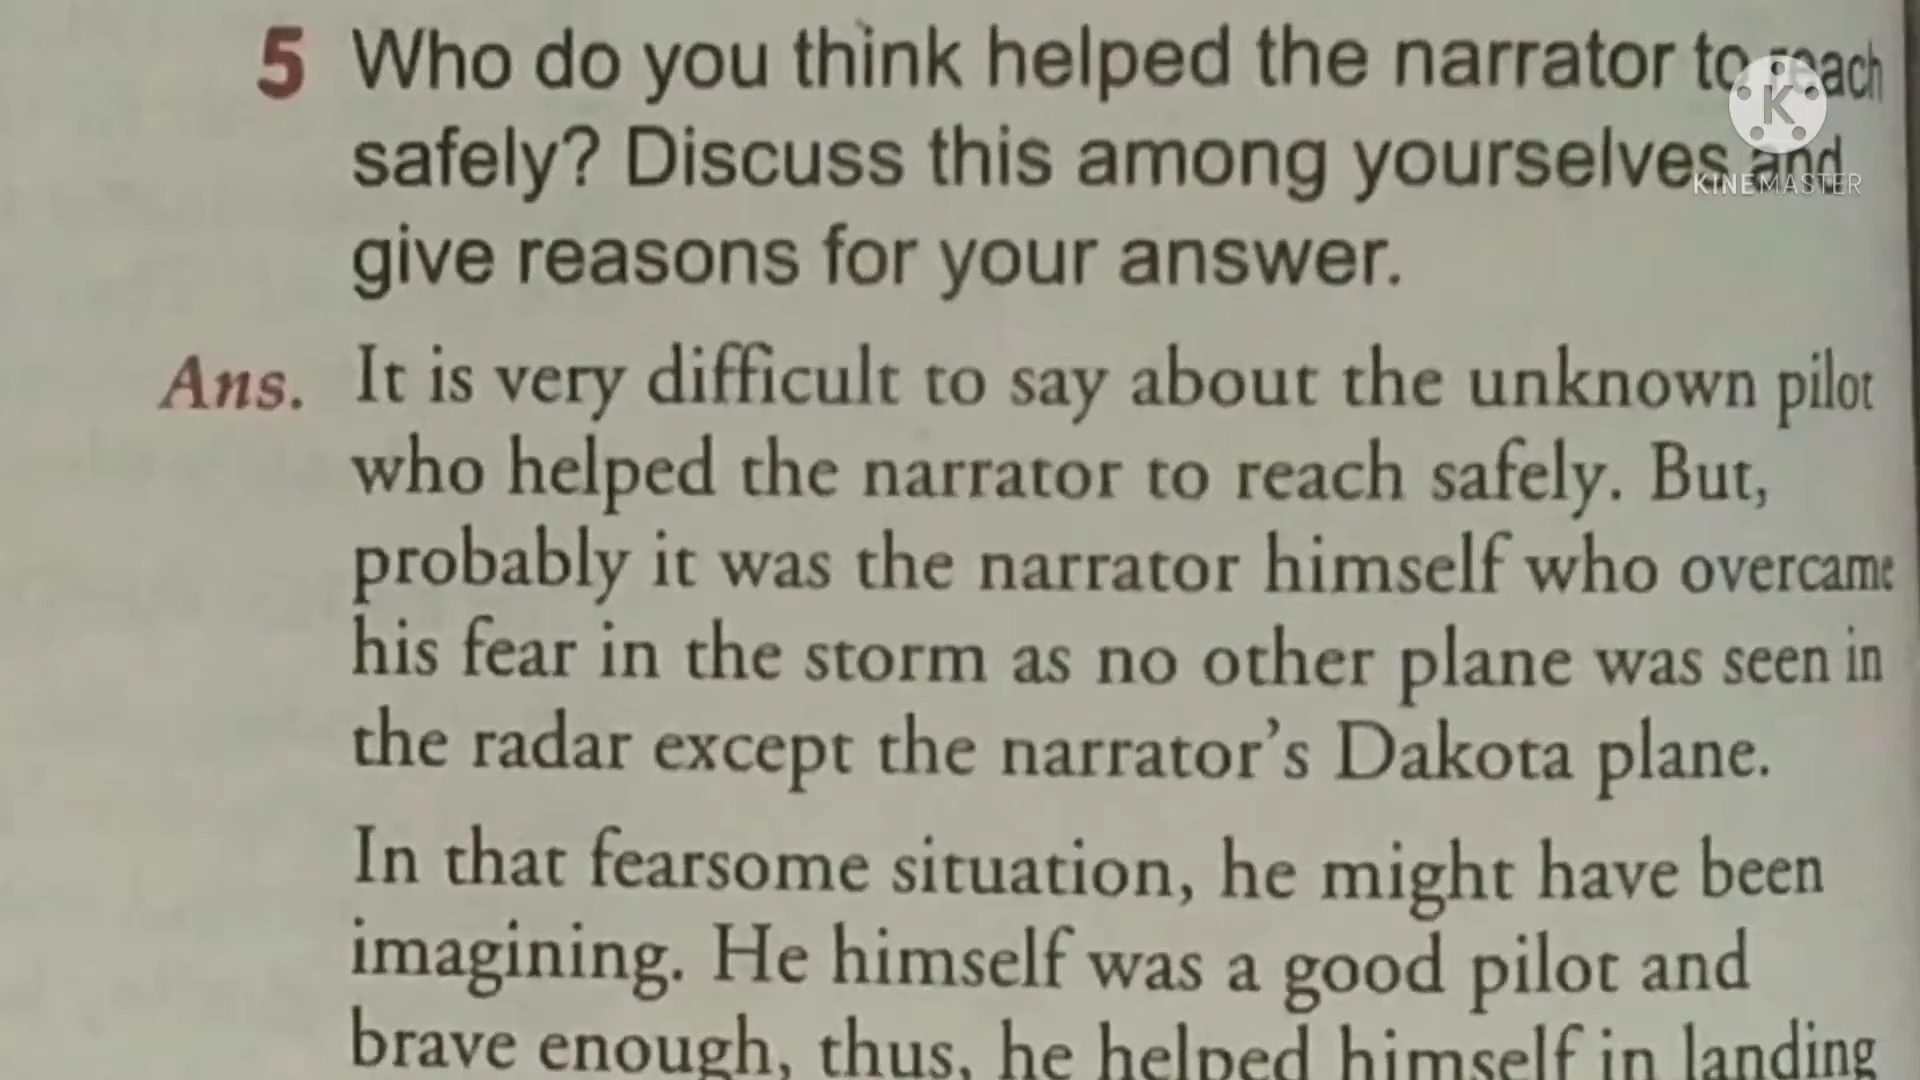 5 Who do you think helped the narrator to reach
safely? Discuss this among yourselves and
give reasons for your answer.
Ans. It is very difficult to say about the unknown pilot
who helped the narrator to reach safely. But,
probably it was the narrator himself who overcame
his fear in the storm as no other plane was seen in
the radar except the narrator's Dakota plane.
In that fearsome situation, he might have been
imagining. He himself was a good pilot and
brave enough, thus, he helped himself in landing
K
KINEMASTER